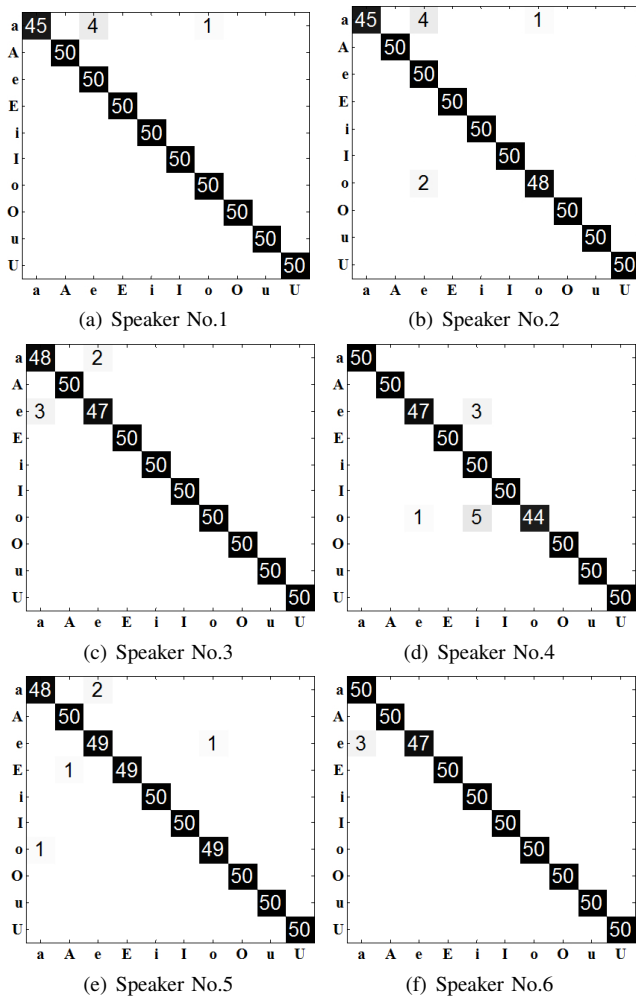 a 45 4 1
A 50
e 50
E 50
i 50
I 50
o 50
O 50
u 50
U 50
a A e E i I o O u U
(a) Speaker No.1
a 45 4 1
A 50
e 50
E 50
i 50
I 50
o 2 48
O 50
u 50
U 50
a A e E i I o O u U
(b) Speaker No.2
a 48 2
A 50
e 3 47
E 50
i 50
I 50
o 50
O 50
u 50
U 50
a A e E i I o O u U
(c) Speaker No.3
a 50
A 50
e 47 3
E 50
i 50
I 50
o 1 5 44
O 50
u 50
U 50
a A e E i I o O u U
(d) Speaker No.4
a 48 2
A 50
e 49 1
E 1 49
i 50
I 50
o 1 49
O 50
u 50
U 50
a A e E i I o O u U
(e) Speaker No.5
a 50
A 50
e 3 47
E 50
i 50
I 50
o 50
O 50
u 50
U 50
a A e E i I o O u U
(f) Speaker No.6